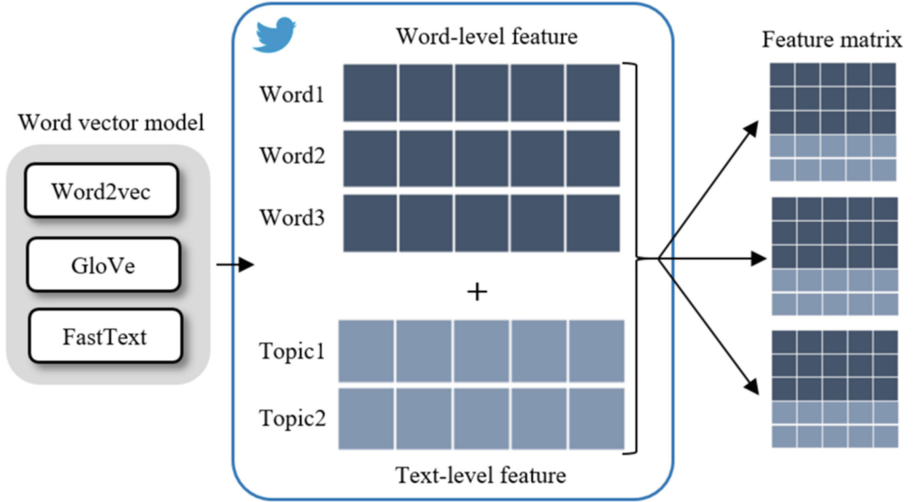 Word vector model
Word2vec
GloVe
FastText
Word-level feature
Word1
Word2
Word3
+
Topic1
Topic2
Text-level feature
Feature matrix